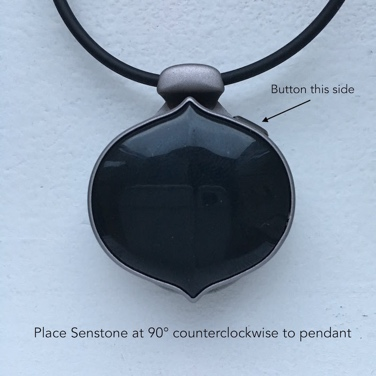 Button this side
Place Senstone at 90° counterclockwise to pendant